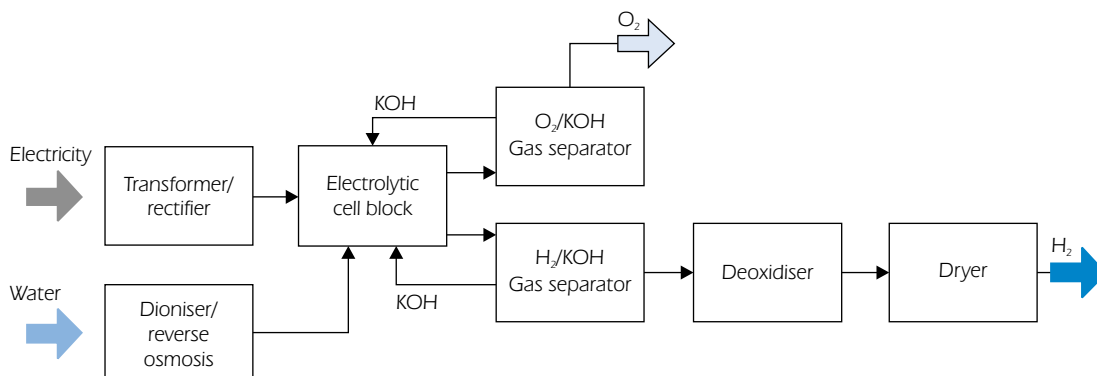 O₂
KOH
O₂/KOH
Gas separator
Electricity
Transformer/
rectifier
Electrolytic
cell block
H₂/KOH
Gas separator
Deoxidiser
Dryer
H₂
KOH
Water
Dioniser/
reverse
osmosis